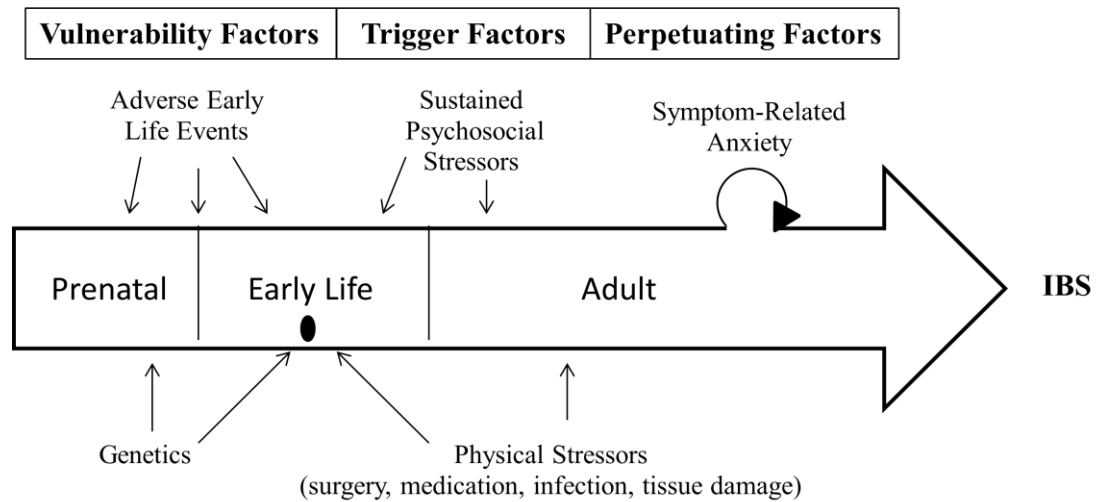 Vulnerability Factors
Trigger Factors
Perpetuating Factors
Adverse Early
Life Events
Sustained
Psychosocial
Stressors
Symptom-Related
Anxiety
Prenatal
Early Life
Adult
IBS
Genetics
Physical Stressors
(surgery, medication, infection, tissue damage)